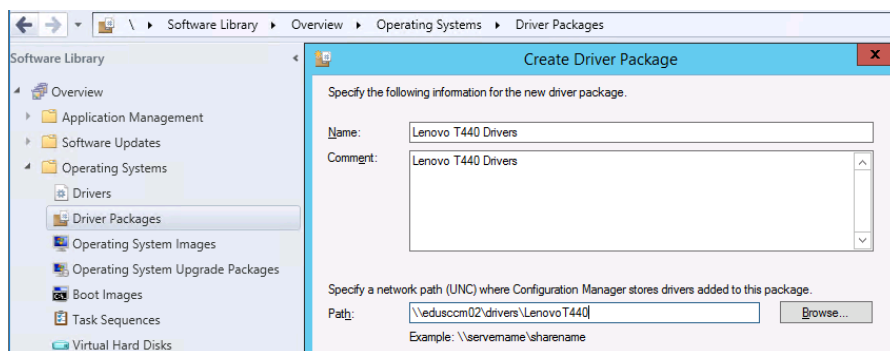 \ Software Library Overview Operating Systems Driver Packages
Software Library
Overview
Application Management
Software Updates
Operating Systems
Drivers
Driver Packages
Operating System Images
Operating System Upgrade Packages
Boot Images
Task Sequences
Virtual Hard Disks
Create Driver Package
x
Specify the following information for the new driver package.
Name: Lenovo T440 Drivers
Comment: Lenovo T440 Drivers
Specify a network path (UNC) where Configuration Manager stores drivers added to this package.
Path: \\edusccm02\drivers\LenovoT440 Browse...
Example: \\servername\sharename